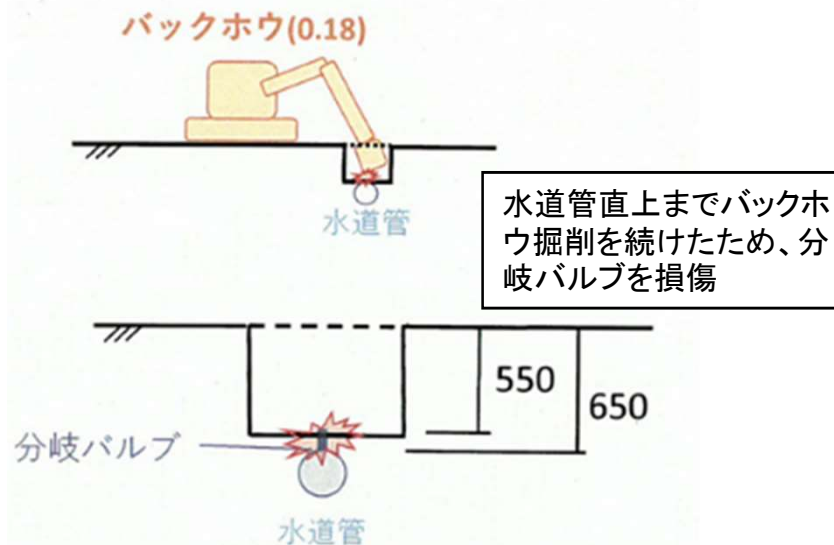 バックホウ(0.18)
水道管
水道管直上までバックホ
ウ掘削を続けたため、分
岐バルブを損傷
550
650
分岐バルブ
水道管